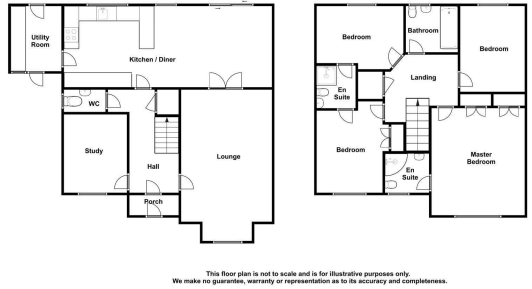 Utility
Room
Kitchen / Diner
WC
Study
Hall
Lounge
Porch
Bedroom
Bathroom
Bedroom
Landing
En
Suite
Bedroom
En
Suite
Master
Bedroom
This floor plan is not to scale and is for illustrative purposes only.
We make no guarantee, warranty or representation as to its accuracy and completeness.